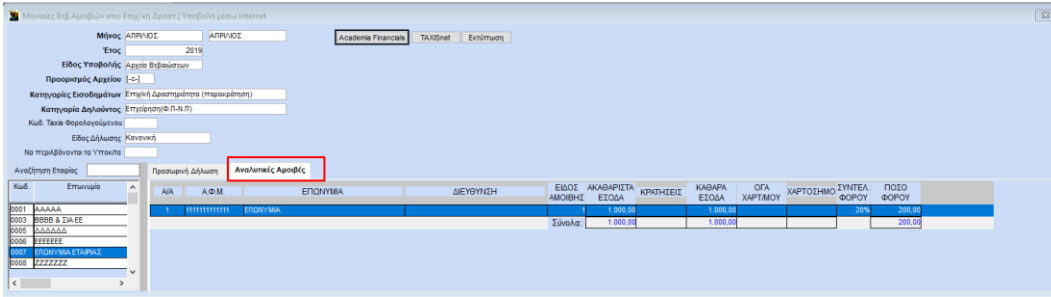 Μηνιαίες Βεβ.Αμοιβών απο Επιχ/κή Δραστ.| Υποβολή μέσω Internet
Μήνας ΑΠΡΙΛΙΟΣ ΑΠΡΙΛΙΟΣ Academia Financials TAXISnet Εκτύπωση
Έτος 2019
Είδος Υποβολής Αρχείο Βεβαιώσεων
Προορισμός Αρχείου [-c-]
Κατηγορίες Εισοδημάτων Επιχ/κή Δραστηριότητα (παρακράτηση)
Κατηγορία Δηλούντος Επιχείρηση(Φ.Π-Ν.Π)
Κωδ. Taxis Φορολογούμενου
Είδος Δήλωσης Κανονική
Να περιλβάνονται τα Υποκ/τα
Αναζήτηση Εταιρίας Προσωρινή Δήλωση Αναλυτικές Αμοιβές
Κωδ. Επωνυμία Α/Α Α.Φ.Μ. ΕΠΩΝΥΜΙΑ ΔΙΕΥΘΥΝΣΗ ΕΙΔΟΣ ΑΜΟΙΒΗΣ ΑΚΑΘΑΡΙΣΤΑ ΕΣΟΔΑ ΚΡΑΤΗΣΕΙΣ ΚΑΘΑΡΑ ΕΣΟΔΑ ΟΓΑ ΧΑΡΤ/ΜΟΥ ΧΑΡΤΟΣΗΜΟ ΣΥΝΤΕΛ. ΦΟΡΟΥ ΠΟΣΟ ΦΟΡΟΥ
0001 ΑΑΑΑΑ 1 1111111111111 ΕΠΩΝΥΜΙΑ 1 1.000,00 1.000,00 20% 200,00
0003 ΒΒΒΒ & ΣΙΑ ΕΕ Σύνολα: 1.000,00 1.000,00 200,00
0005 ΔΔΔΔΔΔ
0006 ΕΕΕΕΕΕΕ
0007 ΕΠΩΝΥΜΙΑ ΕΤΑΙΡΙΑΣ
0008 ΖΖΖΖΖΖΖ